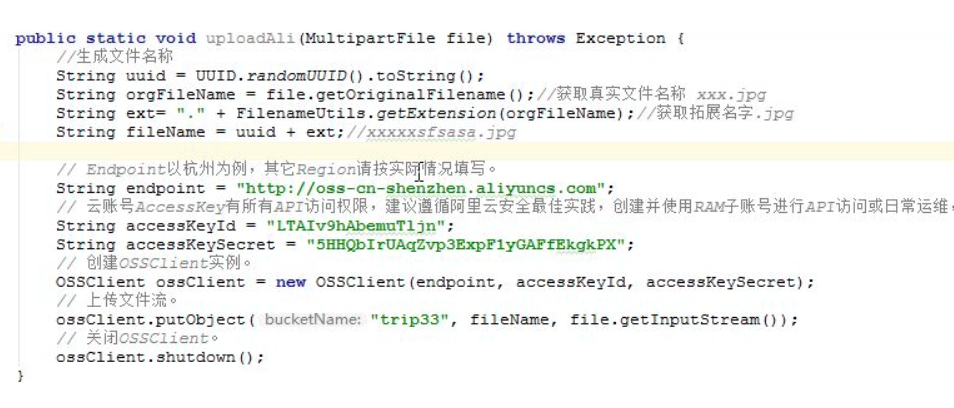 public static void uploadAli(MultipartFile file) throws Exception {
//生成文件名称
String uuid = UUID.randomUUID().toString();
String orgFileName = file.getOriginalFilename();//获取真实文件名称 xxx.jpg
String ext= "." + FilenameUtils.getExtension(orgFileName);//获取拓展名字.jpg
String fileName = uuid + ext;//xxxxxsfsasa.jpg
// Endpoint以杭州为例，其它Region请按实际情况填写。
String endpoint = "http://oss-cn-shenzhen.aliyuncs.com";
// 云账号AccessKey有所有API访问权限，建议遵循阿里云安全最佳实践，创建并使用RAM子账号进行API访问或日常运维，
String accessKeyId = "LTAIv9hAbemuTljn";
String accessKeySecret = "5HHQbIrUAqZvp3ExpF1yGAFfEkgkPX";
// 创建OSSClient实例。
OSSClient ossClient = new OSSClient(endpoint, accessKeyId, accessKeySecret);
// 上传文件流。
ossClient.putObject( bucketName: "trip33", fileName, file.getInputStream());
// 关闭OSSClient。
ossClient.shutdown();
}